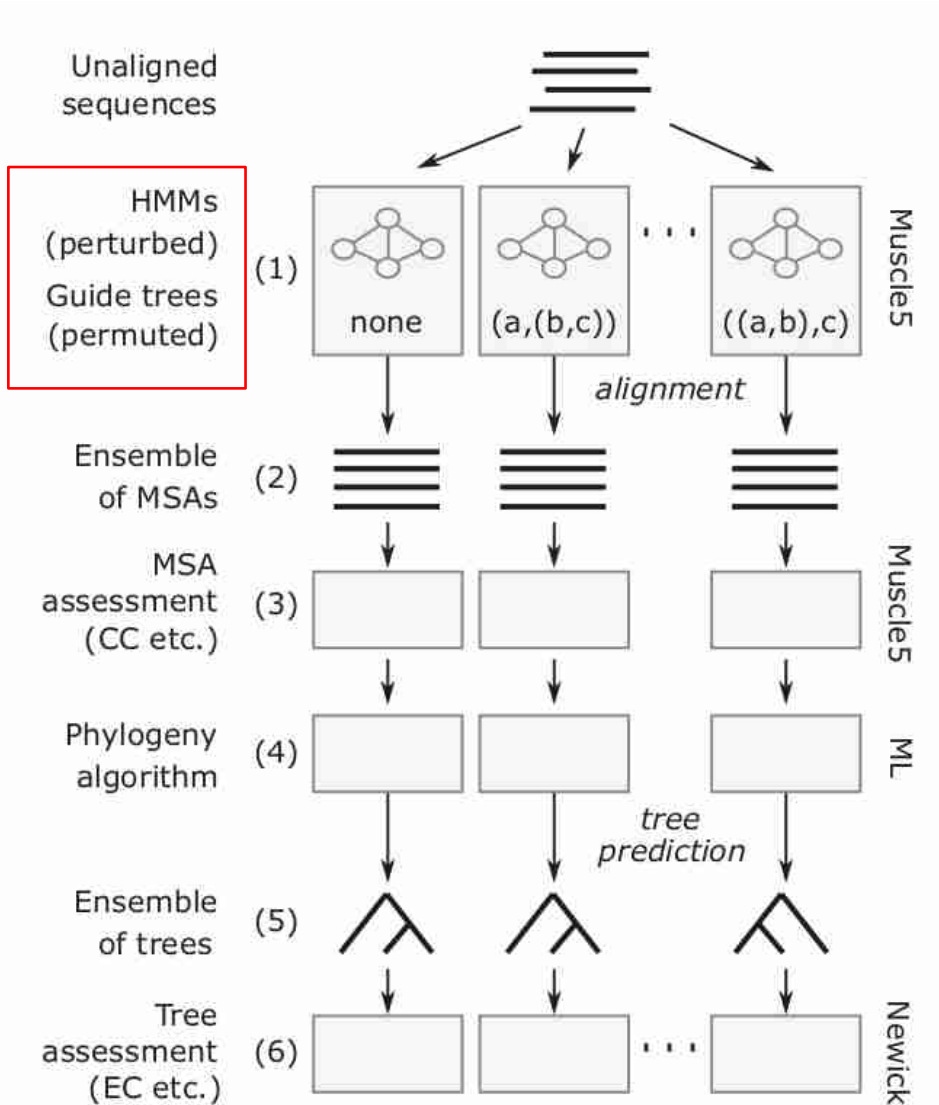 Unaligned
sequences
HMMs
(perturbed)
Guide trees
(permuted)
(1)
none
(a,(b,c))
. . .
((a,b),c)
Muscle5
alignment
Ensemble
of MSAs
(2)
MSA
assessment
(CC etc.)
(3)
Muscle5
Phylogeny
algorithm
(4)
ML
tree
prediction
Ensemble
of trees
(5)
Tree
assessment
(EC etc.)
(6)
. . .
Newick